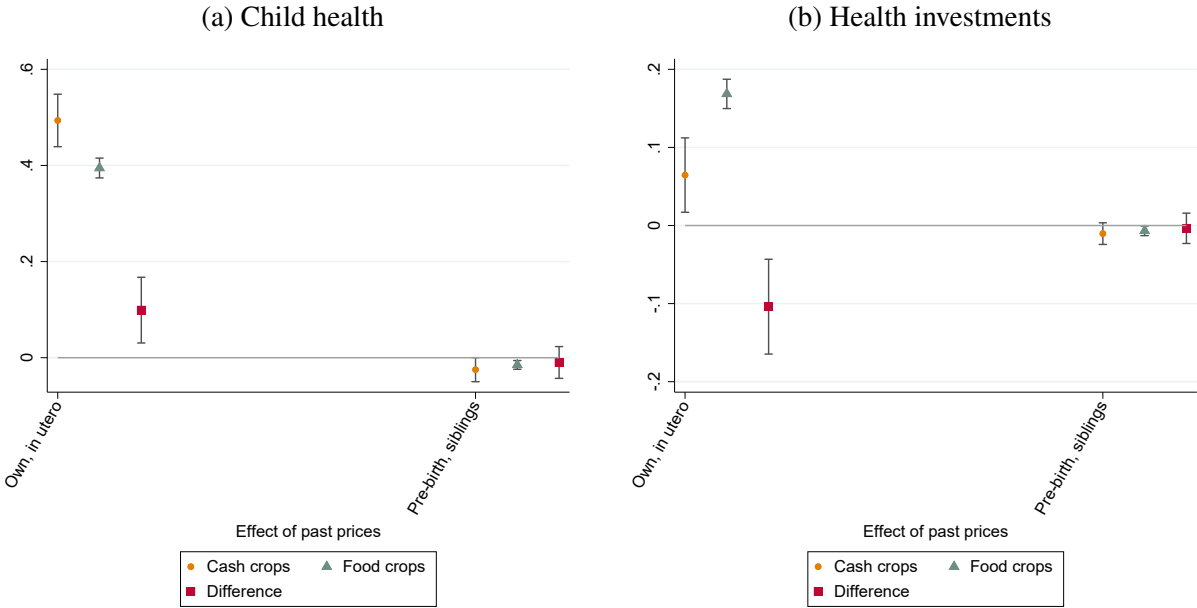 (a) Child health
.6
.4
.2
0
Own, in utero
Pre-birth, siblings
Effect of past prices
Cash crops
Food crops
Difference
(b) Health investments
.2
.1
0
-.1
-.2
Own, in utero
Pre-birth, siblings
Effect of past prices
Cash crops
Food crops
Difference